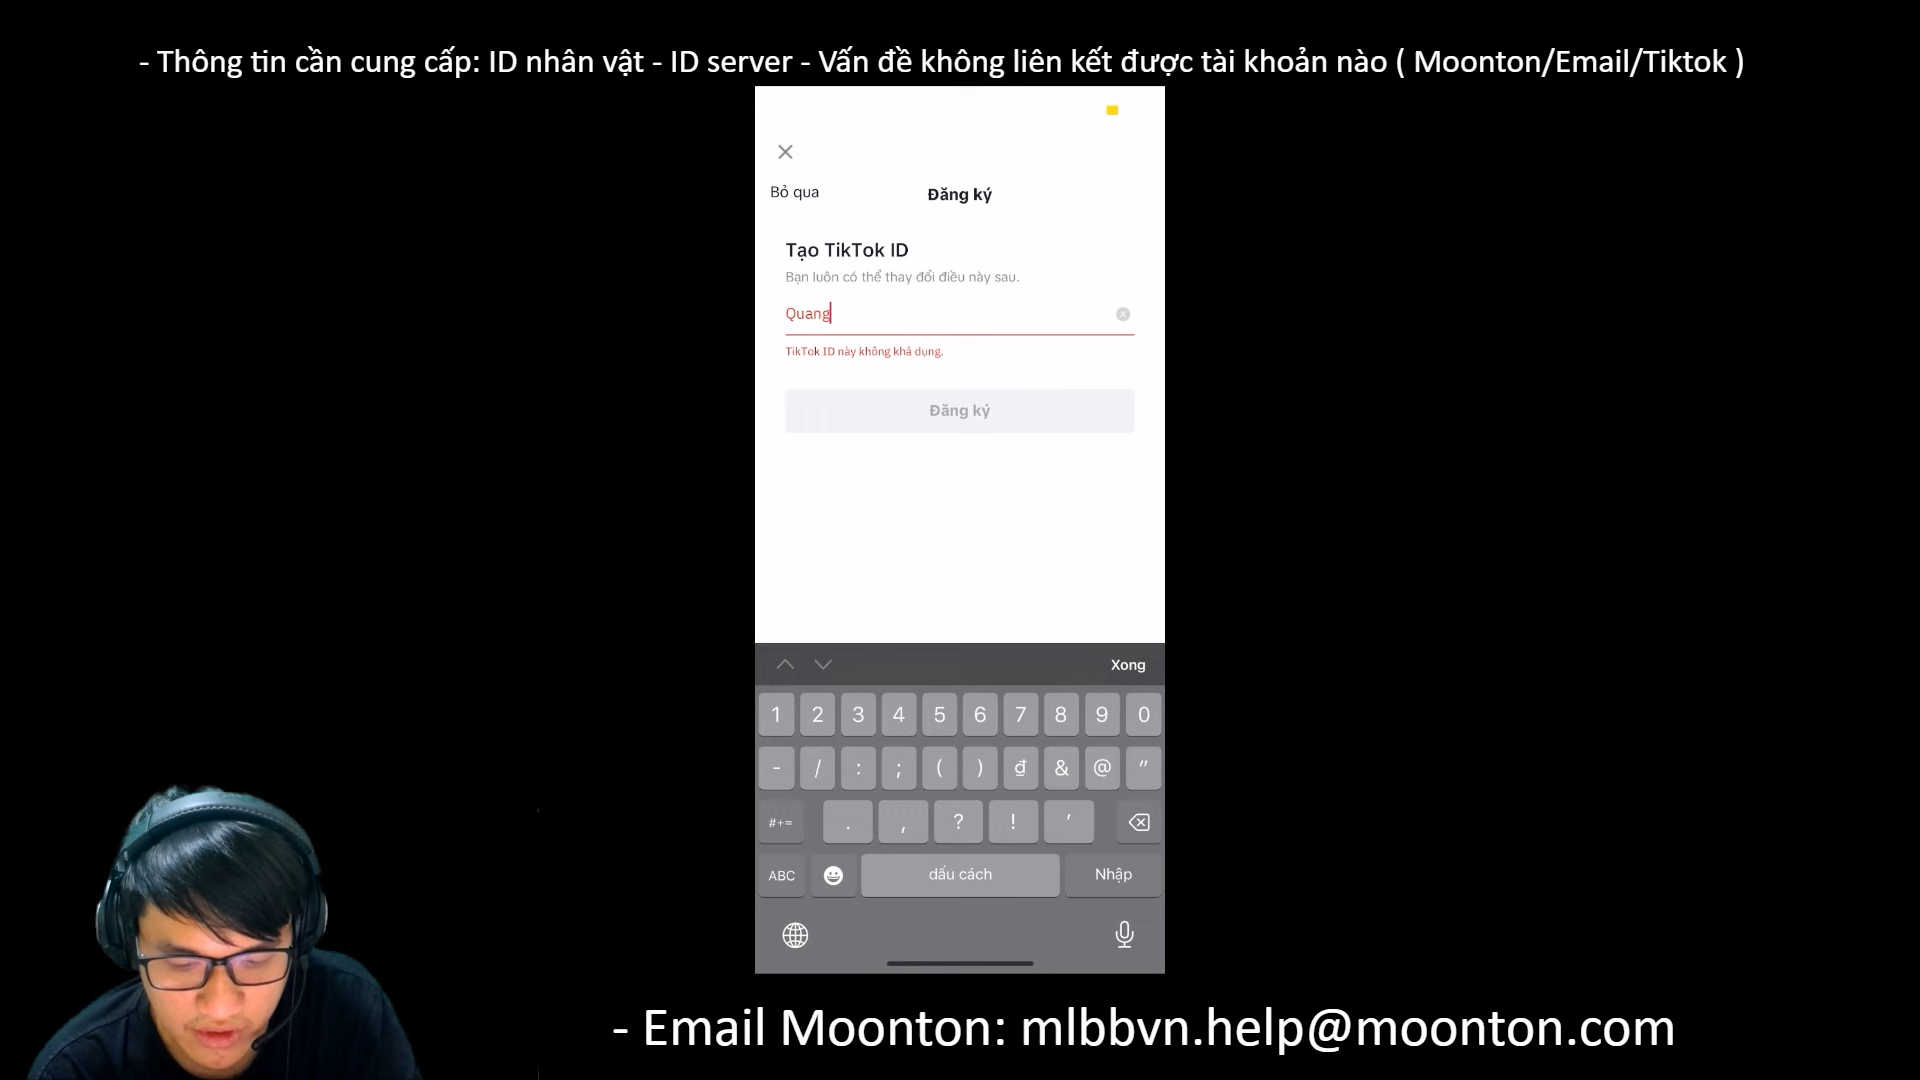 - Thông tin cần cung cấp: ID nhân vật - ID server - Vấn đề không liên kết được tài khoản nào ( Moonton/Email/Tiktok )
Bỏ qua
Đăng ký
Tạo TikTok ID
Bạn luôn có thể thay đổi điều này sau.
Quang
TikTok ID này không khả dụng.
Đăng ký
Xong
1 2 3 4 5 6 7 8 9 0
- / : ; ( ) ₫ & @ "
#+= . , ? ! '
ABC dấu cách Nhập
- Email Moonton: mlbbvn.help@moonton.com